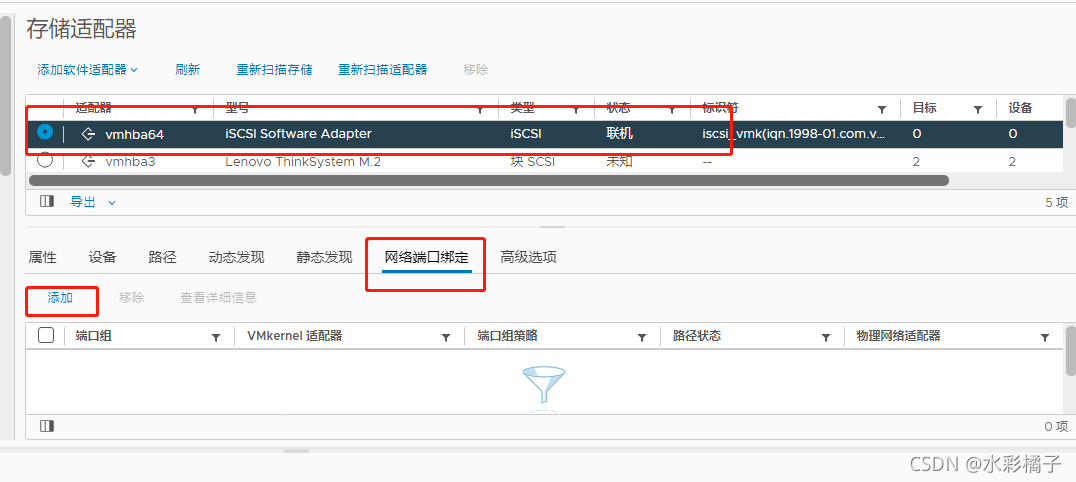 存储适配器
添加软件适配器 刷新 重新扫描存储 重新扫描适配器 移除
适配器 型号 类型 状态 标识符 目标 设备
vmhba64 iSCSI Software Adapter iSCSI 联机 iscsi_vmk(iqn.1998-01.com.v... 0 0
vmhba3 Lenovo ThinkSystem M.2 块 SCSI 未知 -- 2 2
导出 5 项
属性 设备 路径 动态发现 静态发现 网络端口绑定 高级选项
添加 移除 查看详细信息
端口组 VMkernel 适配器 端口组策略 路径状态 物理网络适配器
0 项
CSDN @水彩橘子